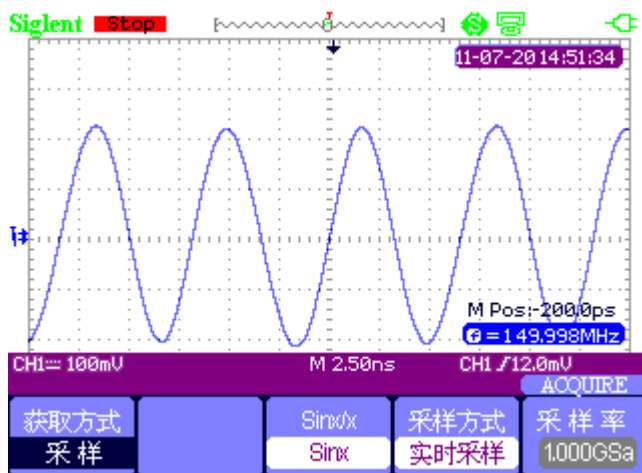 Siglent Stop
11-07-20 14:51:34
M Pos:-200.0ps
f = 149.998MHz
CH1 100mV M 2.50ns CH1 12.0mV
ACQUIRE
获取方式 Sinx/x 采样方式 采样率
采样 Sinx 实时采样 1.000GSa